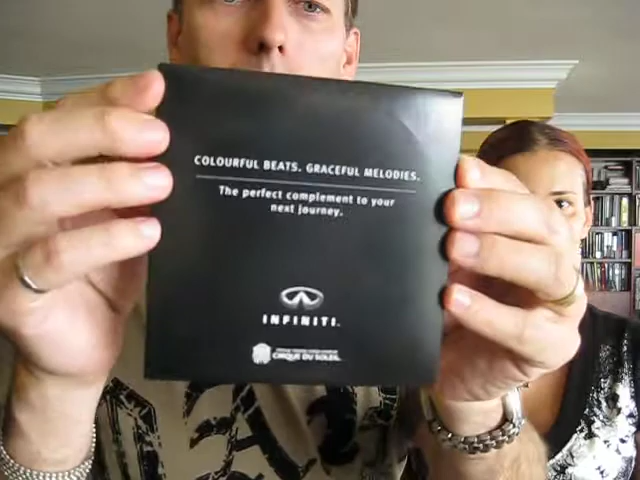 COLOURFUL BEATS. GRACEFUL MELODIES.
The perfect complement to your
next journey.
INFINITI
CIRQUE DU SOLEIL